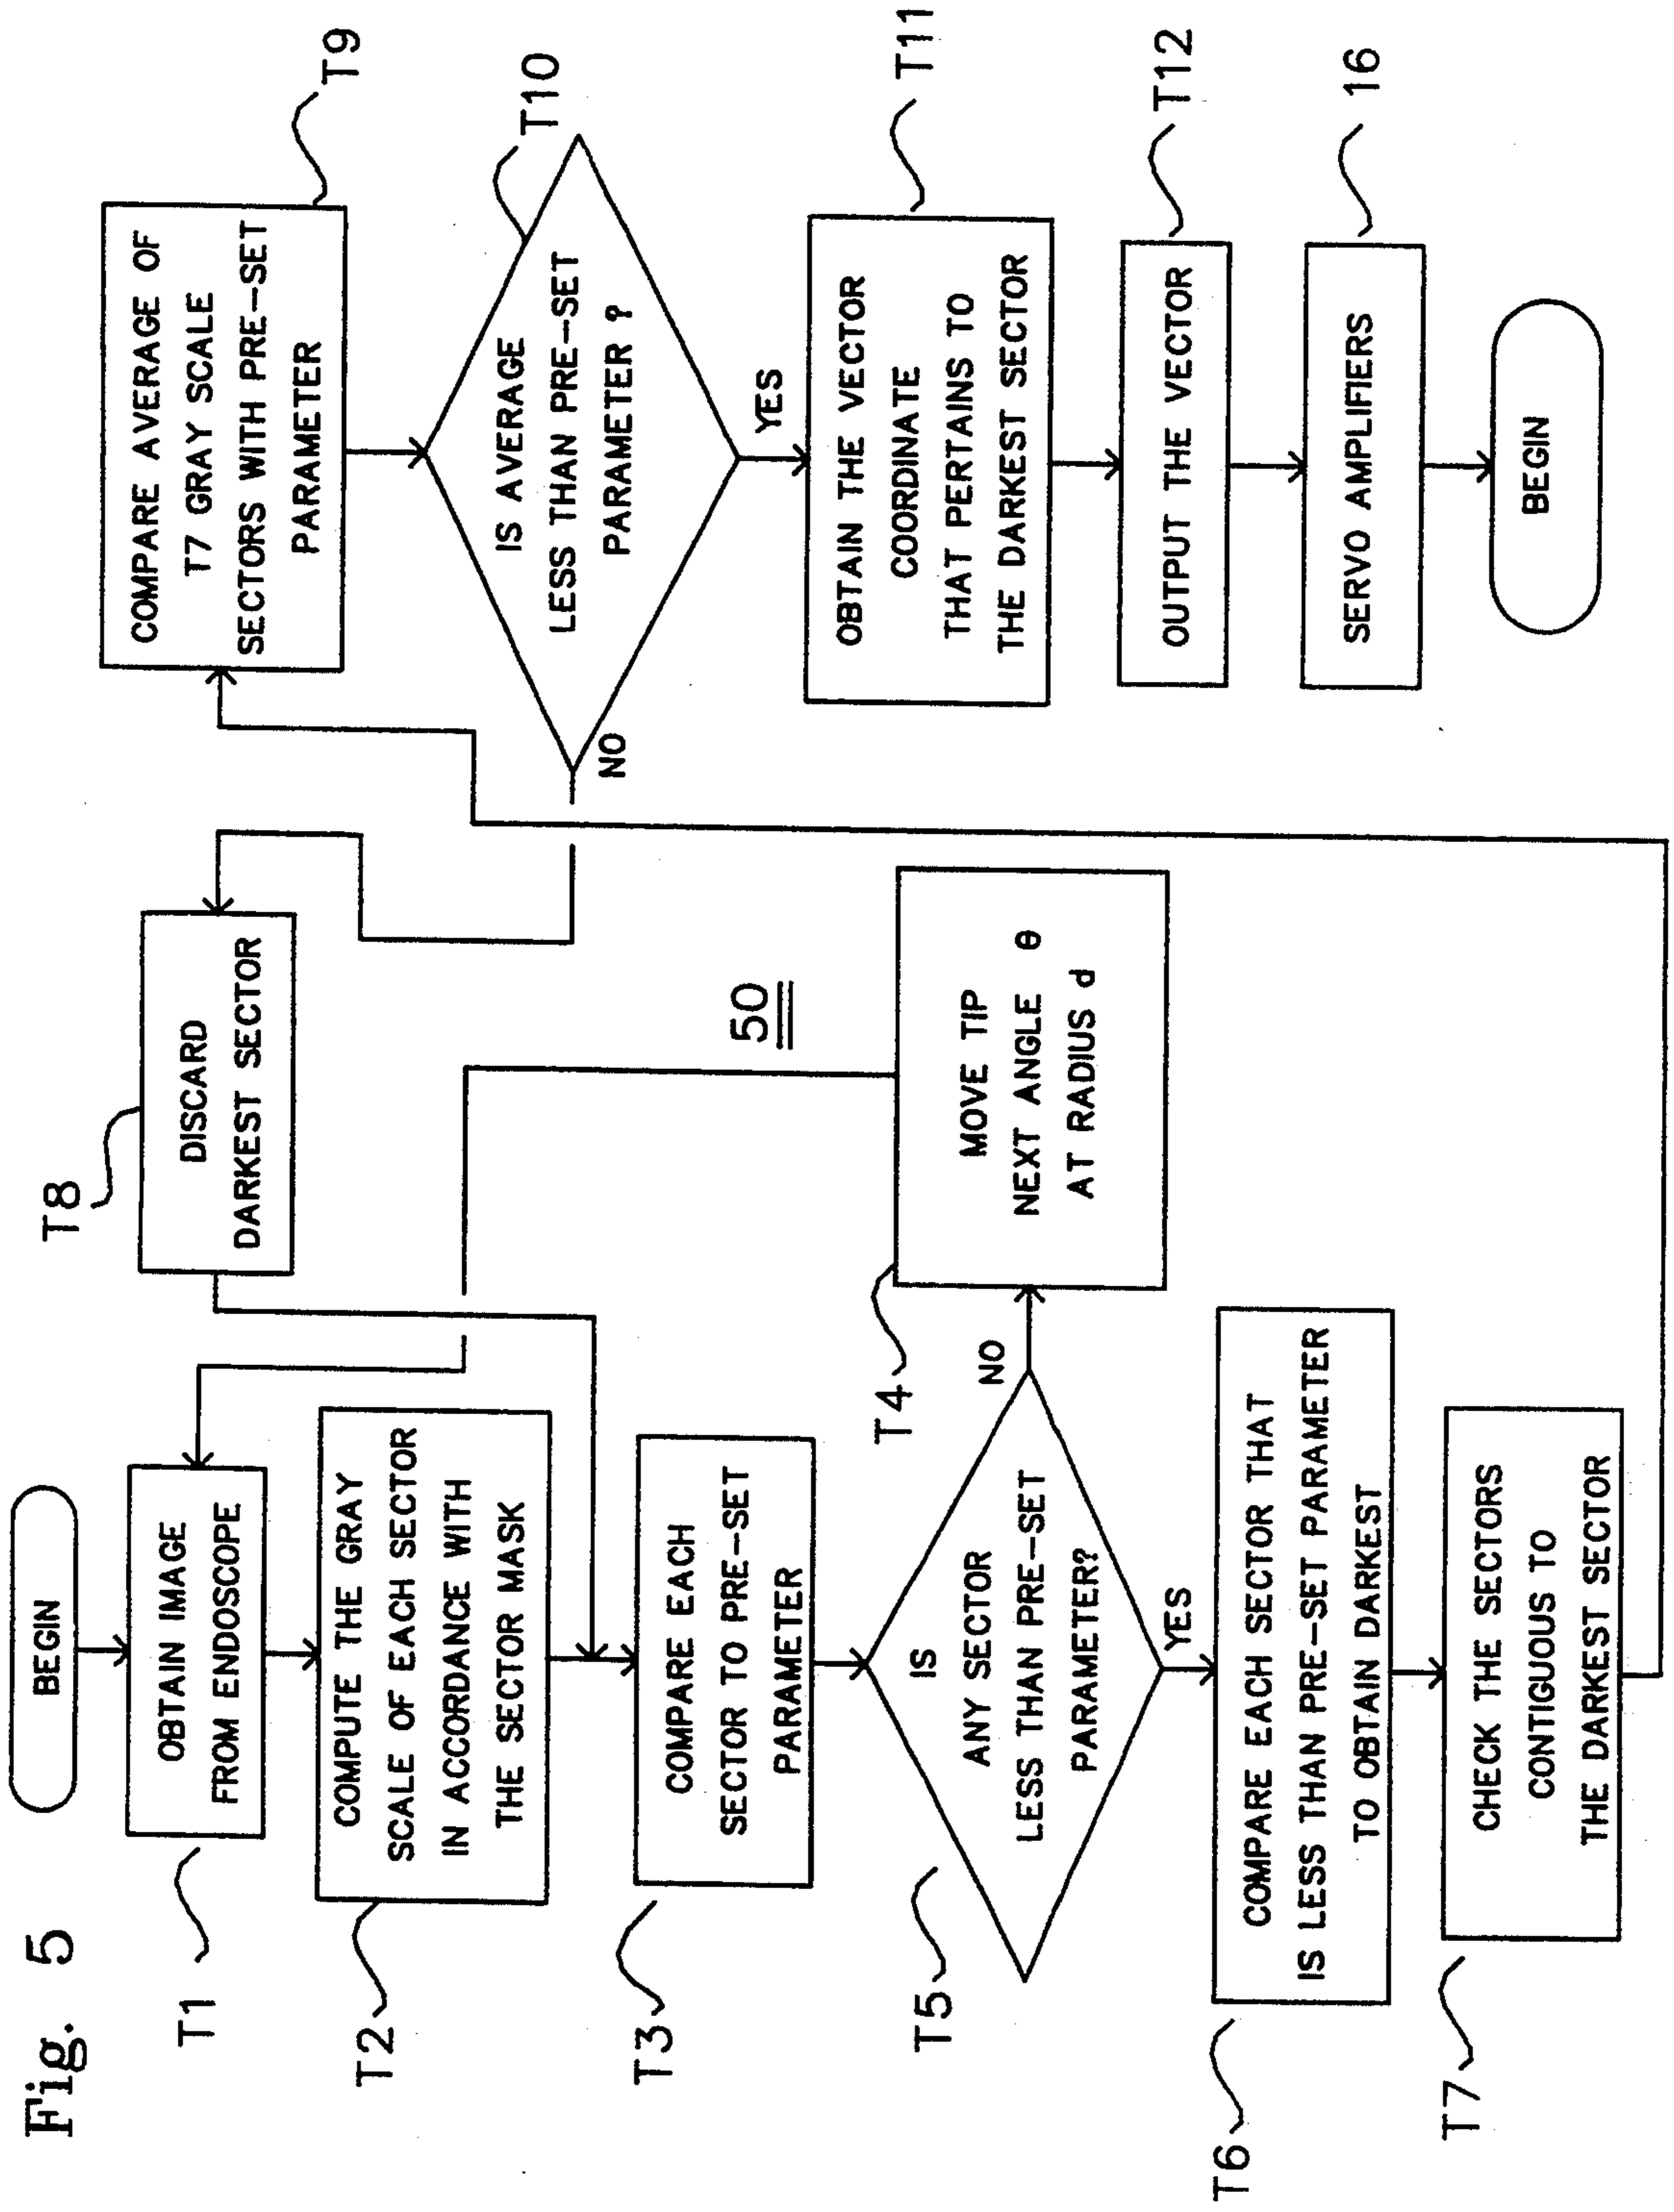 Fig. 5
BEGIN
T1
OBTAIN IMAGE
FROM ENDOSCOPE
T2
COMPUTE THE GRAY
SCALE OF EACH SECTOR
IN ACCORDANCE WITH
THE SECTOR MASK
T3
COMPARE EACH
SECTOR TO PRE-SET
PARAMETER
T5
IS
ANY SECTOR
LESS THAN PRE-SET
PARAMETER?
NO
YES
T4
MOVE TIP
NEXT ANGLE θ
AT RADIUS d
T6
COMPARE EACH SECTOR THAT
IS LESS THAN PRE-SET PARAMETER
TO OBTAIN DARKEST
T7
CHECK THE SECTORS
CONTIGUOUS TO
THE DARKEST SECTOR
T8
DISCARD
DARKEST SECTOR
50
COMPARE AVERAGE OF
T7 GRAY SCALE
SECTORS WITH PRE-SET
PARAMETER
T9
IS AVERAGE
LESS THAN PRE-SET
PARAMETER ?
T10
NO
YES
OBTAIN THE VECTOR
COORDINATE
THAT PERTAINS TO
THE DARKEST SECTOR
T11
OUTPUT THE VECTOR
T12
SERVO AMPLIFIERS
16
BEGIN